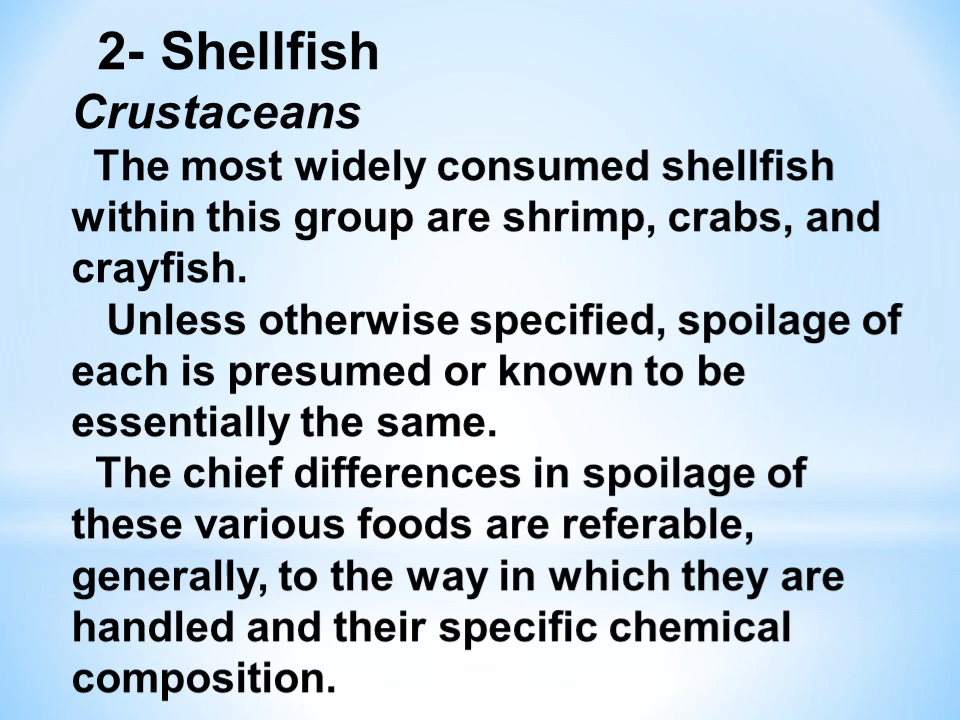 2- Shellfish
Crustaceans
The most widely consumed shellfish
within this group are shrimp, crabs, and
crayfish.
Unless otherwise specified, spoilage of
each is presumed or known to be
essentially the same.
The chief differences in spoilage of
these various foods are referable,
generally, to the way in which they are
handled and their specific chemical
composition.